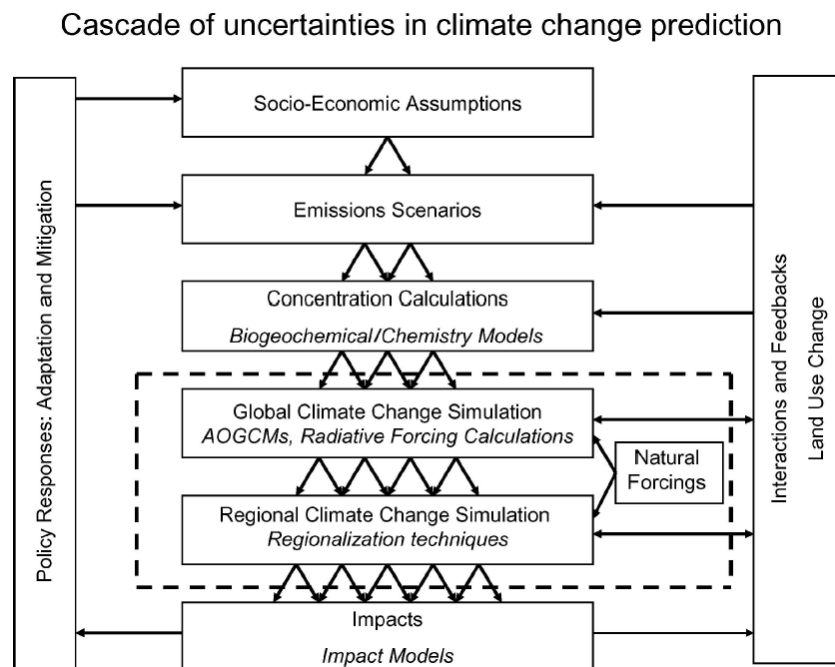 Cascade of uncertainties in climate change prediction
Policy Responses: Adaptation and Mitigation
Socio-Economic Assumptions
Emissions Scenarios
Concentration Calculations
Biogeochemical/Chemistry Models
Global Climate Change Simulation
AOGCMs, Radiative Forcing Calculations
Natural
Forcings
Regional Climate Change Simulation
Regionalization techniques
Impacts
Impact Models
Interactions and Feedbacks
Land Use Change